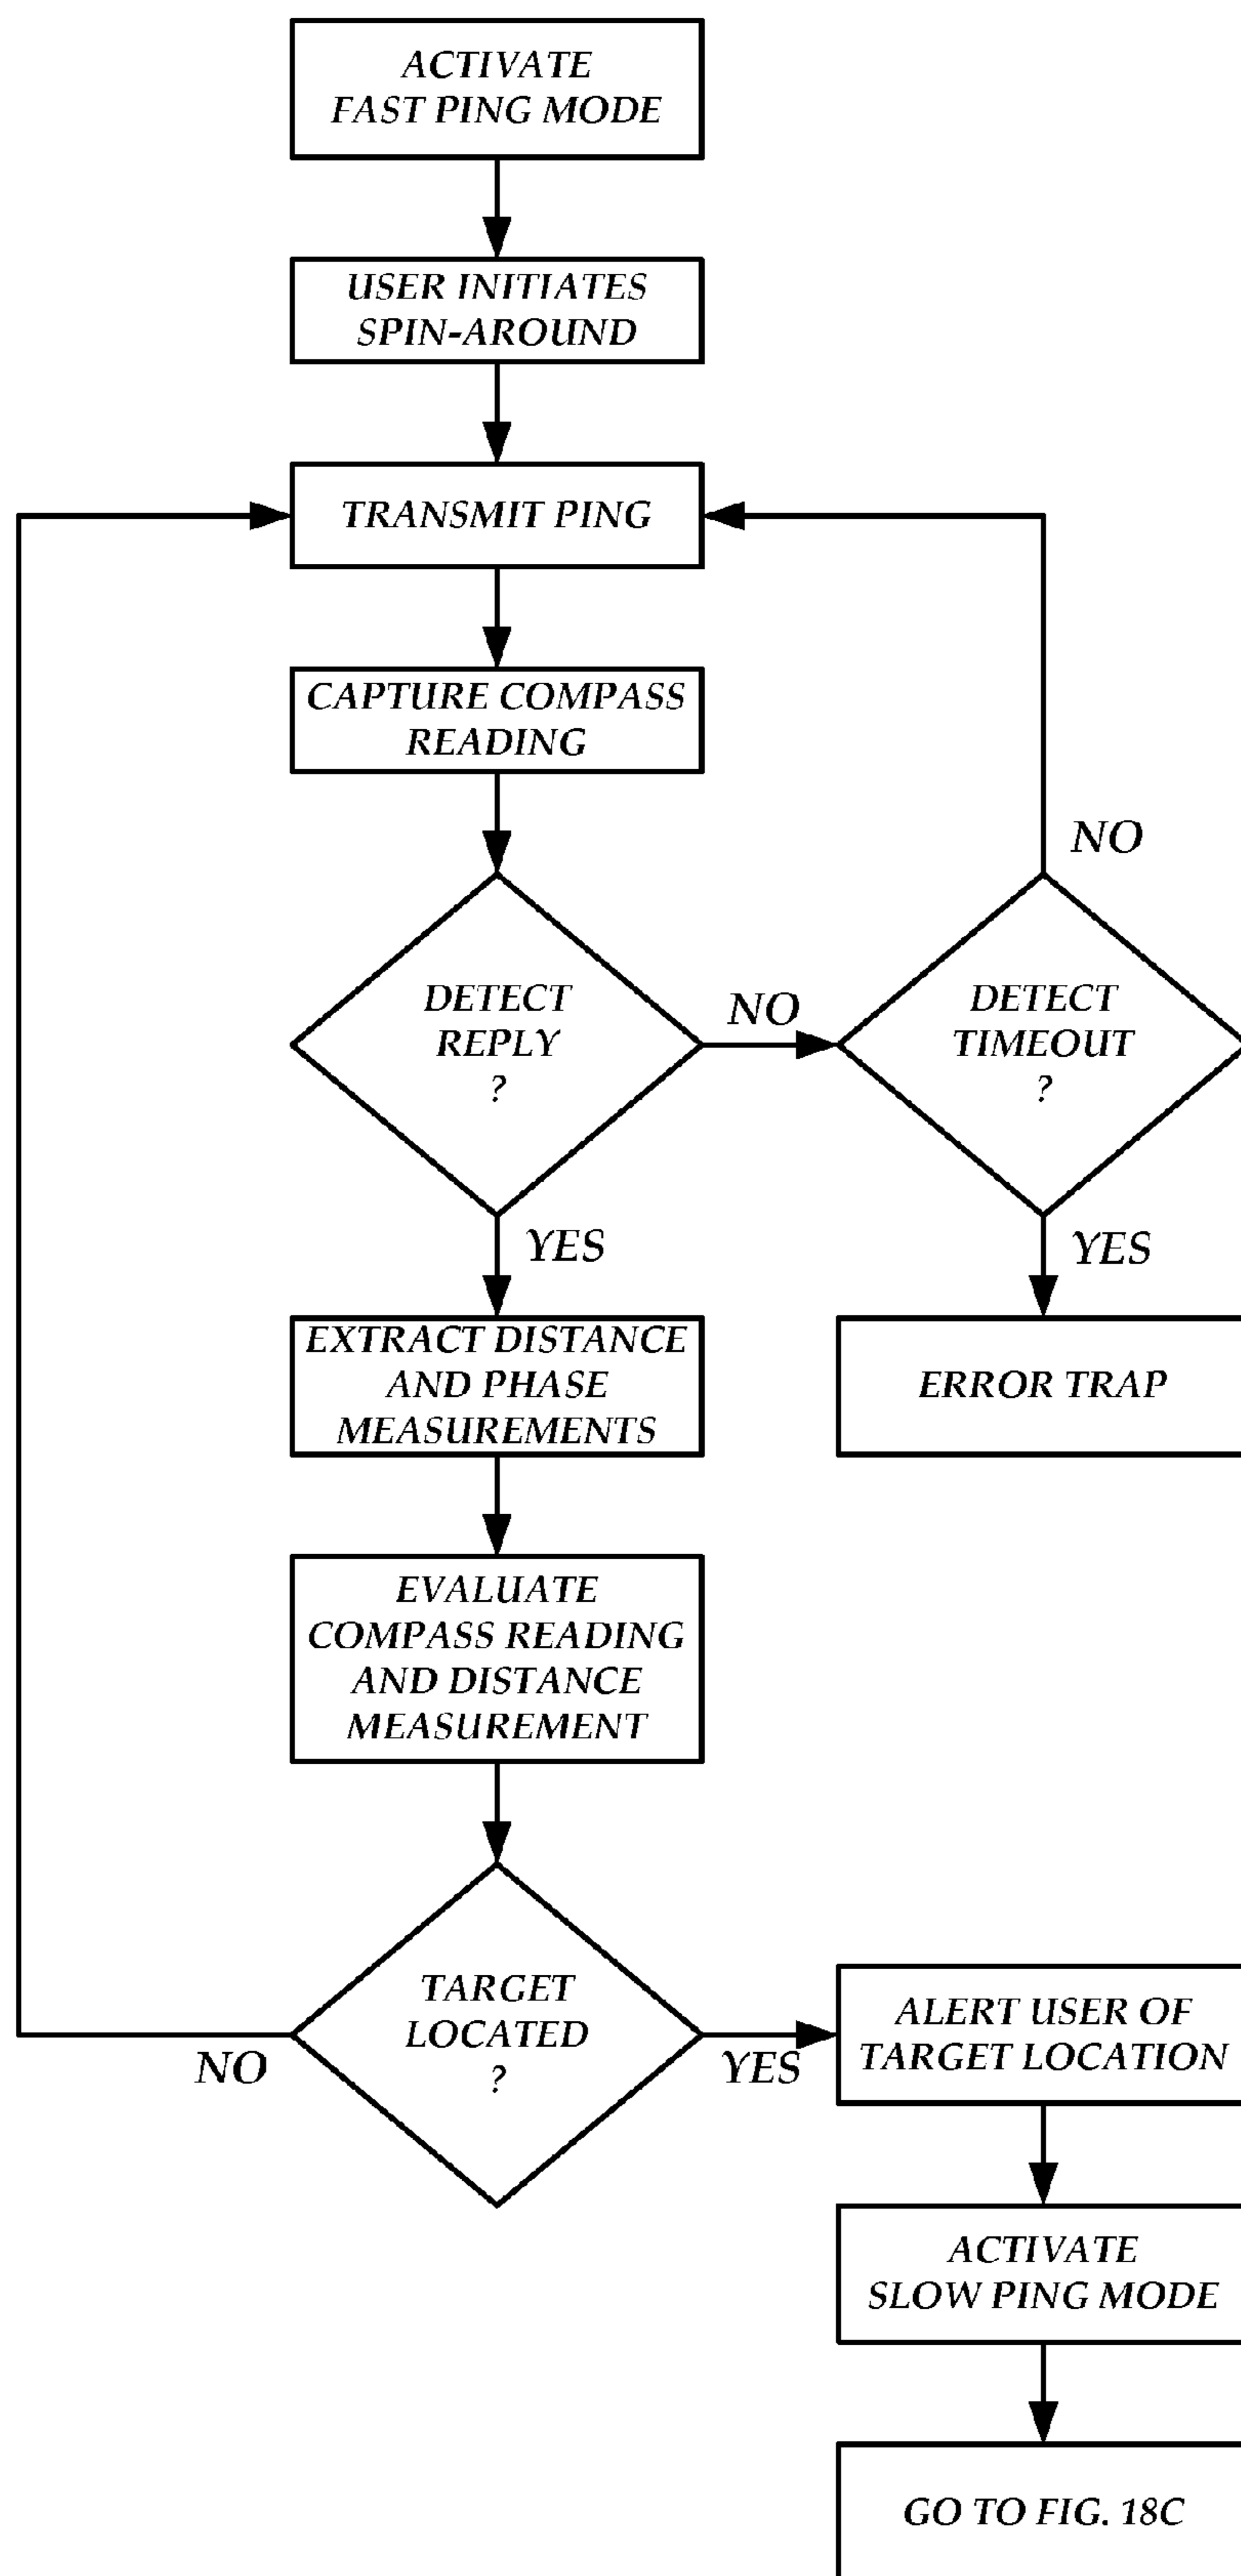 ACTIVATE
FAST PING MODE
USER INITIATES
SPIN-AROUND
TRANSMIT PING
CAPTURE COMPASS
READING
NO
DETECT
REPLY
?
NO
DETECT
TIMEOUT
?
YES
YES
EXTRACT DISTANCE
AND PHASE
MEASUREMENTS
ERROR TRAP
EVALUATE
COMPASS READING
AND DISTANCE
MEASUREMENT
TARGET
LOCATED
?
NO
YES
ALERT USER OF
TARGET LOCATION
ACTIVATE
SLOW PING MODE
GO TO FIG. 18C